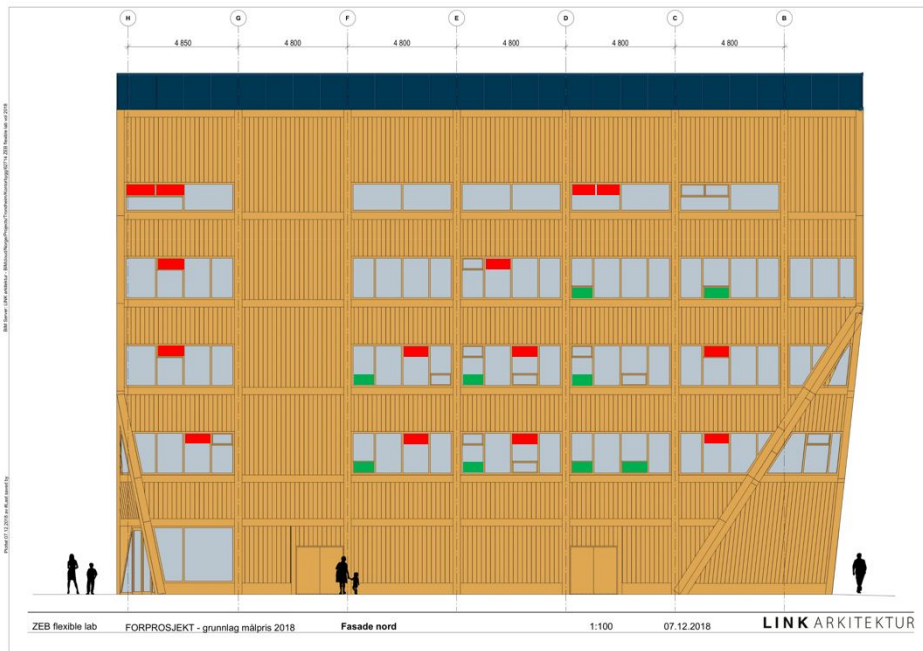 H G F E D C B
4 850 4 800 4 800 4 800 4 800 4 800
ZEB flexible lab FORPROSJEKT - grunnlag målpris 2018 Fasade nord 1:100 07.12.2018 LINK ARKITEKTUR